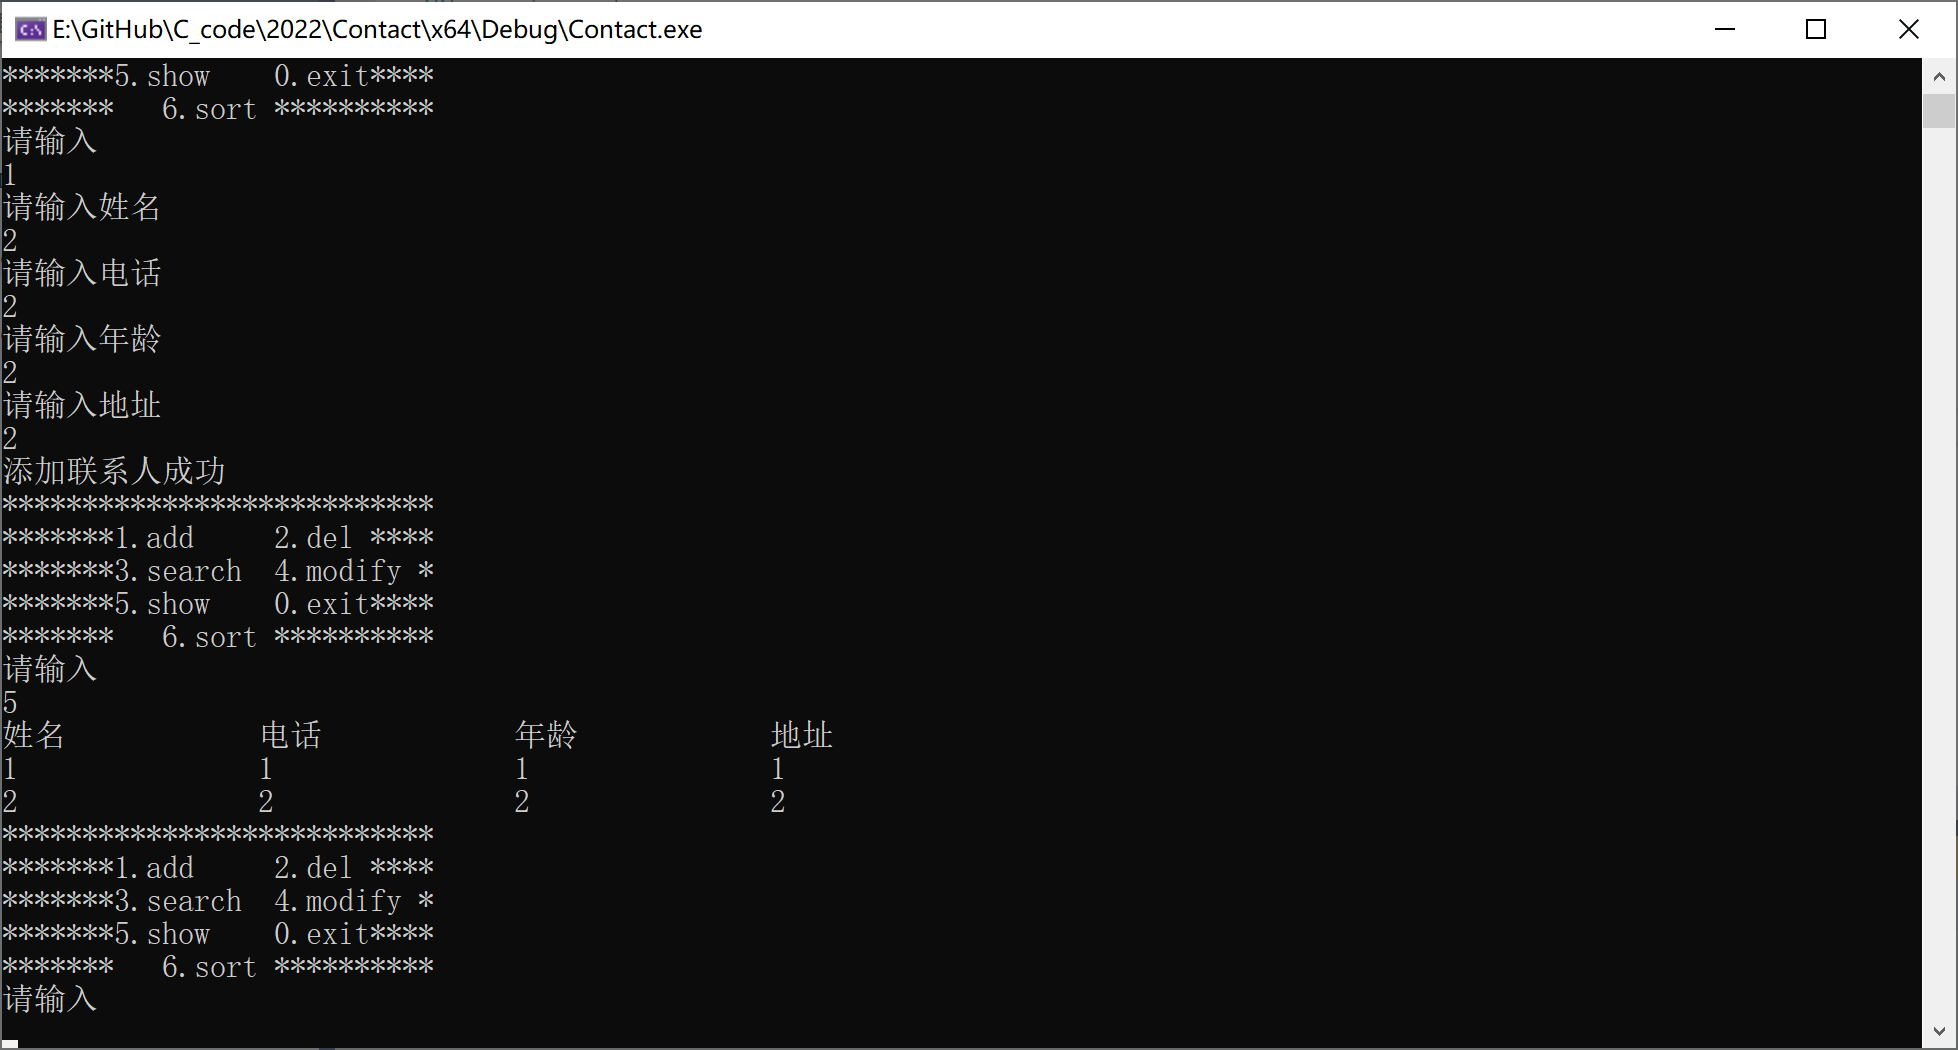 E:\GitHub\C_code\2022\Contact\x64\Debug\Contact.exe
*******5.show    0.exit****
*******   6.sort **********
请输入
1
请输入姓名
2
请输入电话
2
请输入年龄
2
请输入地址
2
添加联系人成功
***************************
*******1.add     2.del ****
*******3.search  4.modify *
*******5.show    0.exit****
*******   6.sort **********
请输入
5
姓名            电话            年龄            地址
1               1               1               1
2               2               2               2
***************************
*******1.add     2.del ****
*******3.search  4.modify *
*******5.show    0.exit****
*******   6.sort **********
请输入